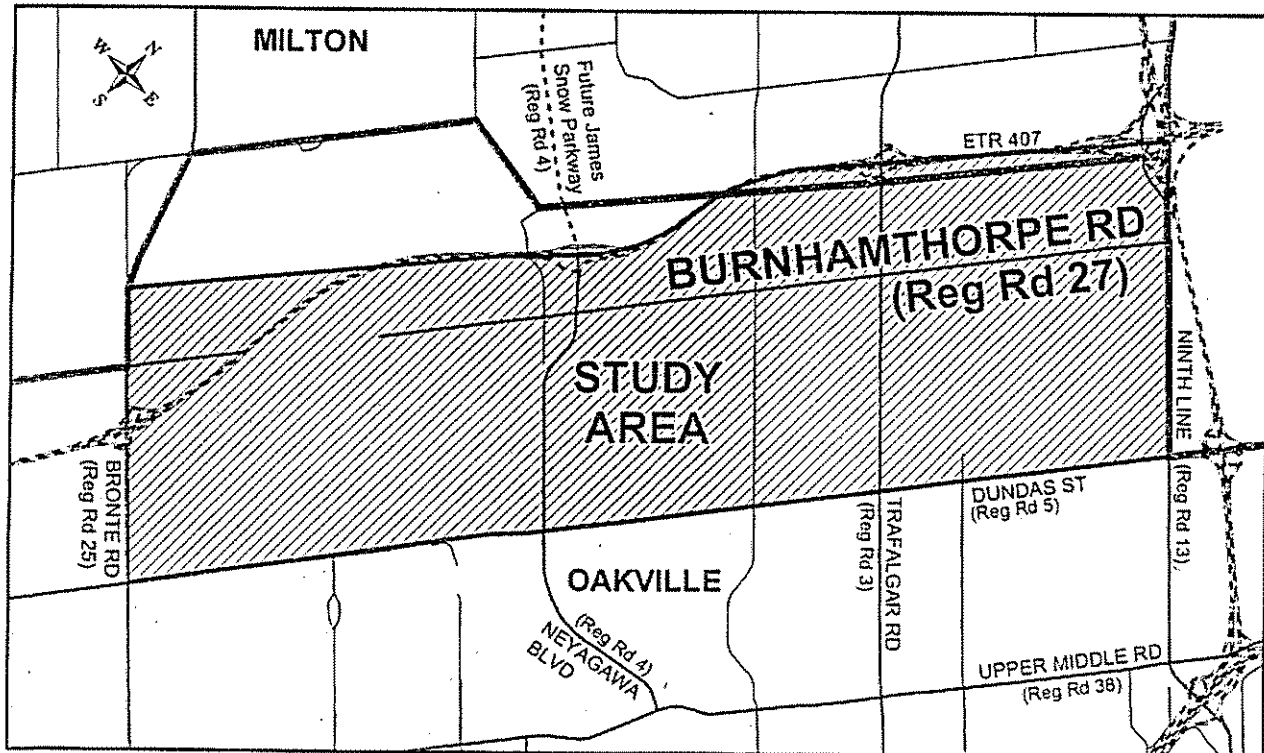 MILTON
W
N
S
E
Future James
Snow Parkway
(Reg Rd 4)
ETR 407
BURNHAMTHORPE RD
(Reg Rd 27)
STUDY
AREA
NINTH LINE (Reg Rd 13)
BRONTE RD
(Reg Rd 25)
DUNDAS ST
(Reg Rd 5)
TRAFALGAR RD
(Reg Rd 3)
OAKVILLE
(Reg Rd 4)
NEYAGAWA
BLVD
UPPER MIDDLE RD
(Reg Rd 38)